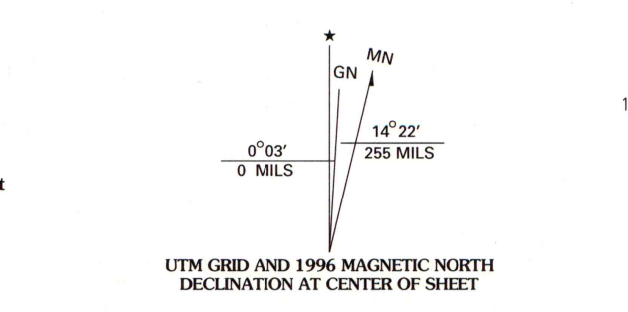 MN
GN
1
14°22'
0°03'
255 MILS
0 MILS
t
UTM GRID AND 1996 MAGNETIC NORTH
DECLINATION AT CENTER OF SHEET